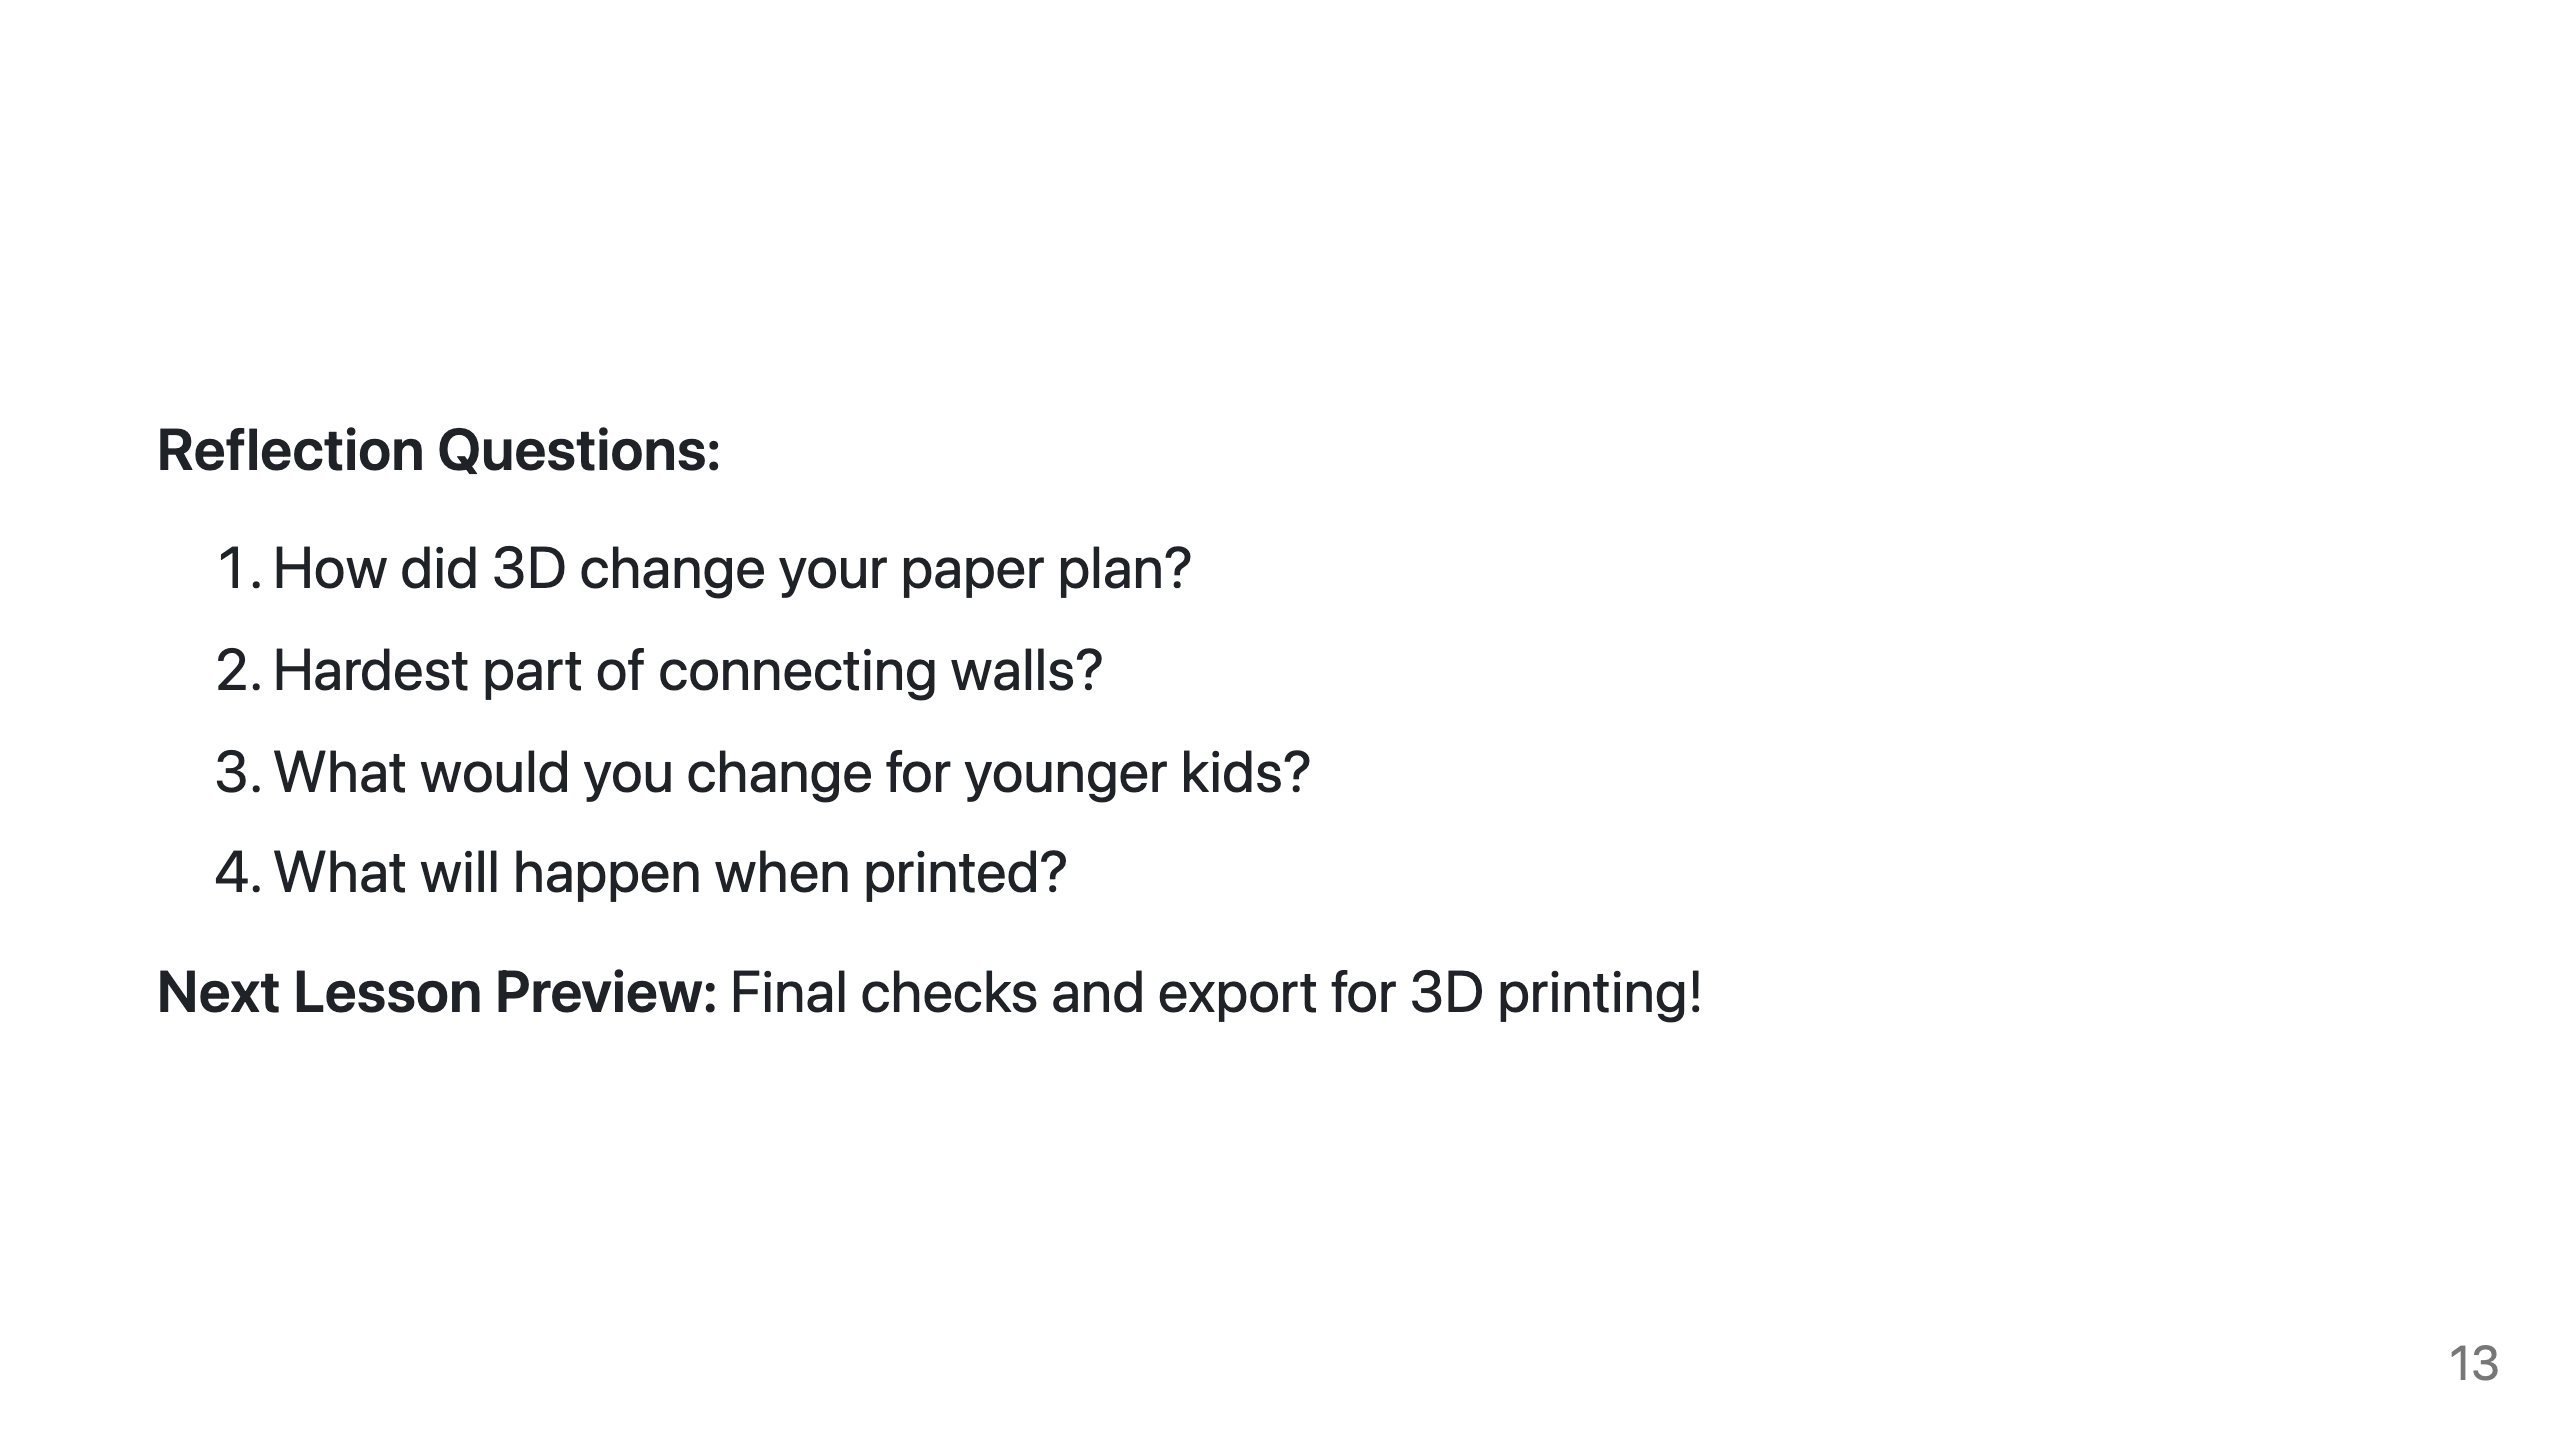 Reflection Questions:
1. How did 3D change your paper plan?
2. Hardest part of connecting walls?
3. What would you change for younger kids?
4. What will happen when printed?
Next Lesson Preview: Final checks and export for 3D printing!
13